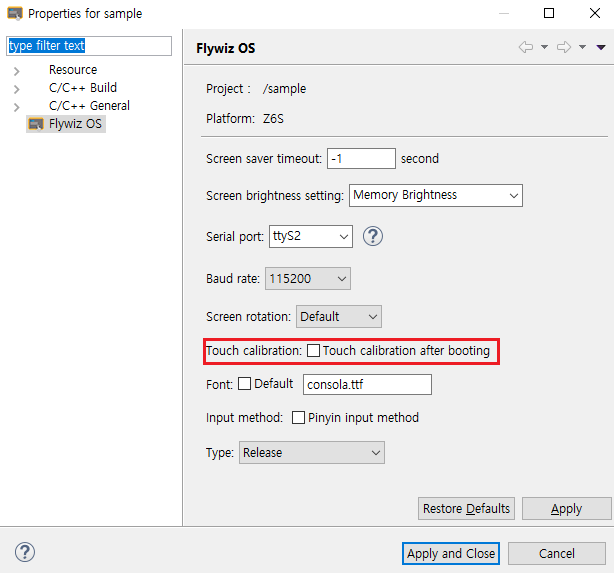 Properties for sample
type filter text
Resource
C/C++ Build
C/C++ General
Flywiz OS
Flywiz OS
Project : /sample
Platform: Z6S
Screen saver timeout: -1 second
Screen brightness setting: Memory Brightness
Serial port: ttyS2 ?
Baud rate: 115200
Screen rotation: Default
Touch calibration: Touch calibration after booting
Font: Default consola.ttf
Input method: Pinyin input method
Type: Release
Restore Defaults Apply
? Apply and Close Cancel